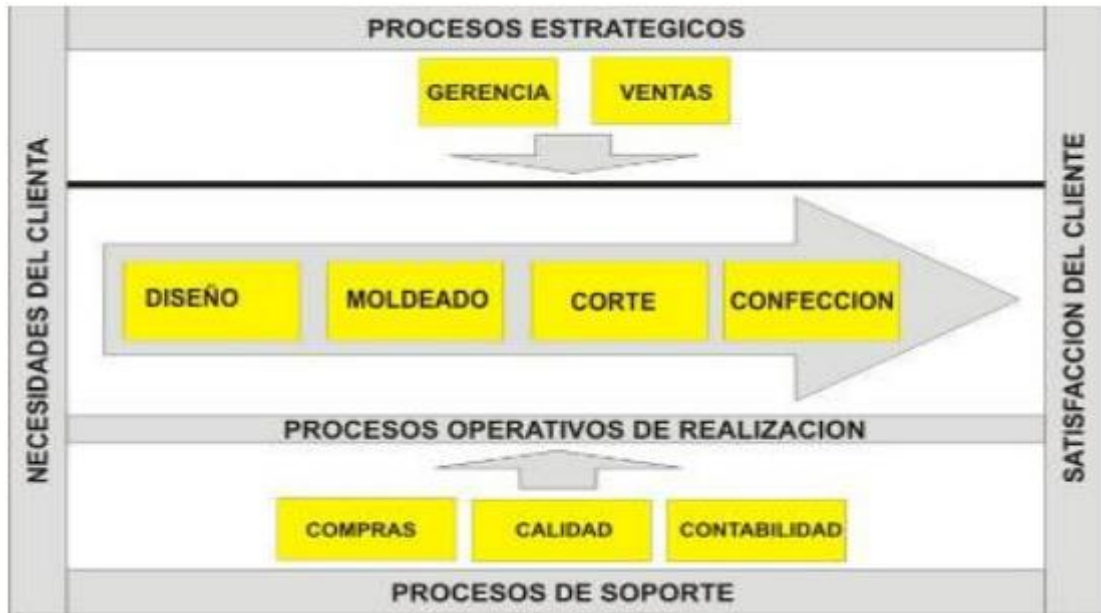 PROCESOS ESTRATEGICOS
GERENCIA
VENTAS
NECESIDADES DEL CLIENTA
DISEÑO
MOLDEADO
CORTE
CONFECCION
SATISFACCION DEL CLIENTE
PROCESOS OPERATIVOS DE REALIZACION
COMPRAS
CALIDAD
CONTABILIDAD
PROCESOS DE SOPORTE